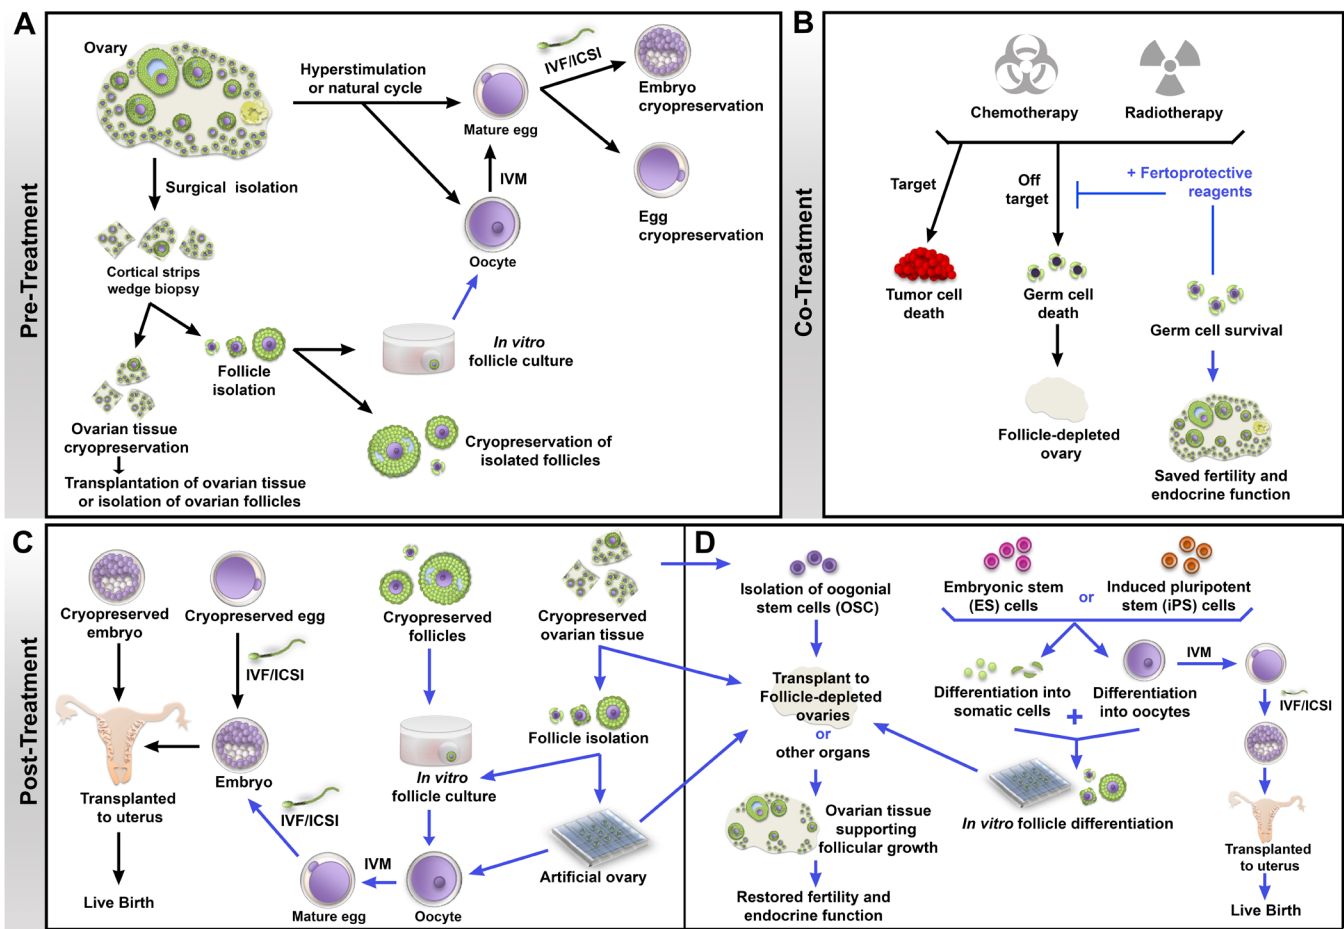 A
Pre-Treatment
Ovary
Hyperstimulation
or natural cycle
IVF/ICSI
Mature egg
Embryo
cryopreservation
Egg
cryopreservation
IVM
Oocyte
Surgical isolation
Cortical strips
wedge biopsy
Follicle
isolation
In vitro
follicle culture
Ovarian tissue
cryopreservation
Cryopreservation of
isolated follicles
Transplantation of ovarian tissue
or isolation of ovarian follicles
B
Co-Treatment
Chemotherapy
Radiotherapy
Target
Off
target
+ Fertoprotective
reagents
Tumor cell
death
Germ cell
death
Germ cell survival
Follicle-depleted
ovary
Saved fertility and
endocrine function
C
Post-Treatment
Cryopreserved
embryo
Cryopreserved egg
Cryopreserved
follicles
Cryopreserved
ovarian tissue
IVF/ICSI
Follicle isolation
Embryo
In vitro
follicle culture
Transplanted
to uterus
IVF/ICSI
Artificial ovary
IVM
Live Birth
Mature egg
Oocyte
D
Isolation of oogonial
stem cells (OSC)
Embryonic stem
(ES) cells
or
Induced pluripotent
stem (iPS) cells
Transplant to
Follicle-depleted
ovaries
or
other organs
Differentiation into
somatic cells
+
Differentiation
into oocytes
IVM
IVF/ICSI
In vitro follicle differentiation
Ovarian tissue
supporting
follicular growth
Restored fertility and
endocrine function
Transplanted
to uterus
Live Birth